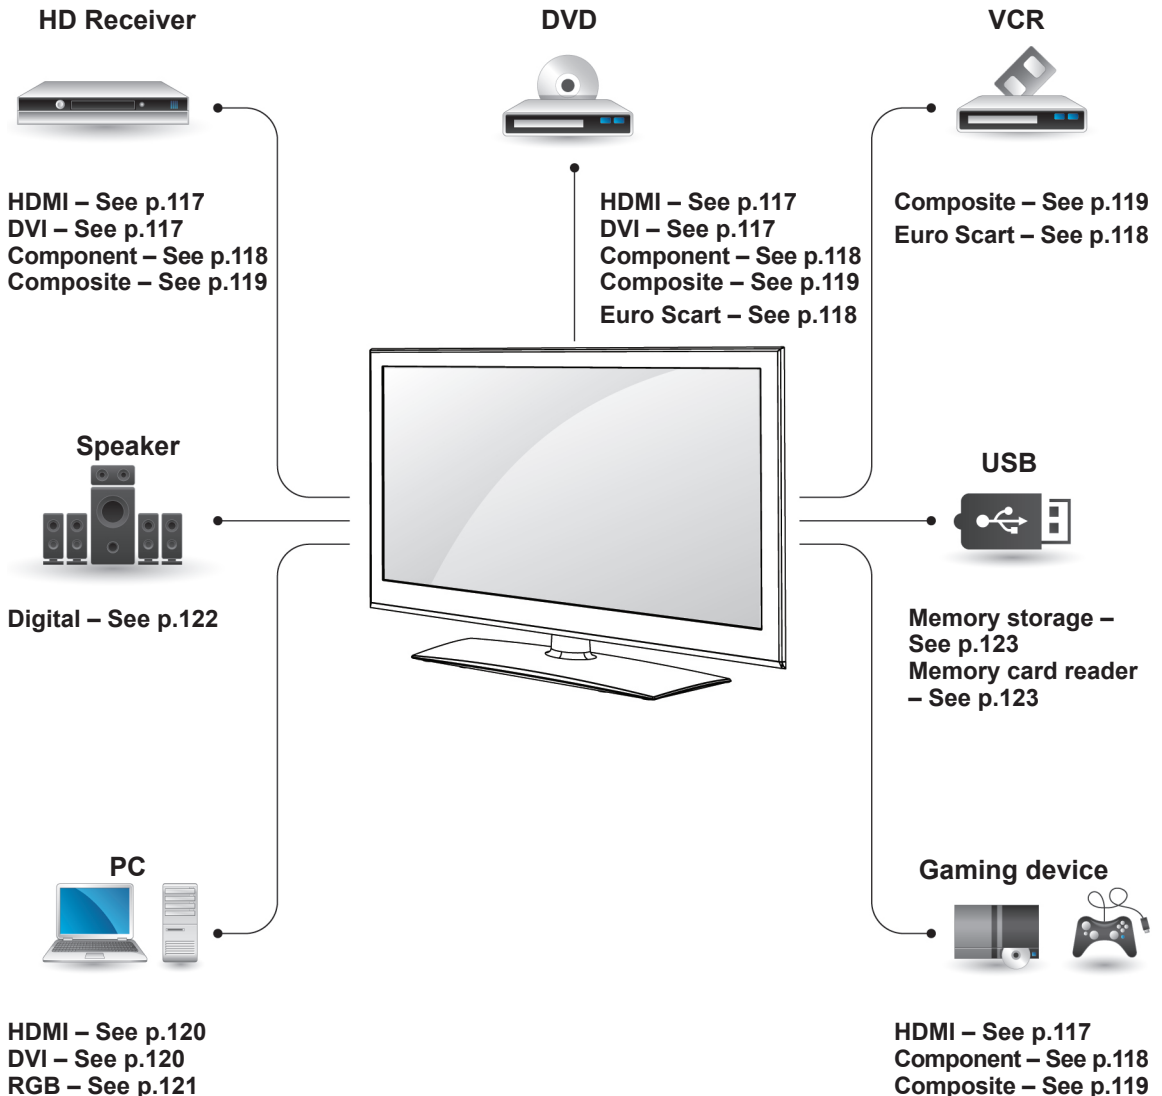 HD Receiver
HDMI – See p.117
DVI – See p.117
Component – See p.118
Composite – See p.119
DVD
HDMI – See p.117
DVI – See p.117
Component – See p.118
Composite – See p.119
Euro Scart – See p.118
VCR
Composite – See p.119
Euro Scart – See p.118
Speaker
Digital – See p.122
USB
Memory storage –
See p.123
Memory card reader
– See p.123
PC
HDMI – See p.120
DVI – See p.120
RGB – See p.121
Gaming device
HDMI – See p.117
Component – See p.118
Composite – See p.119